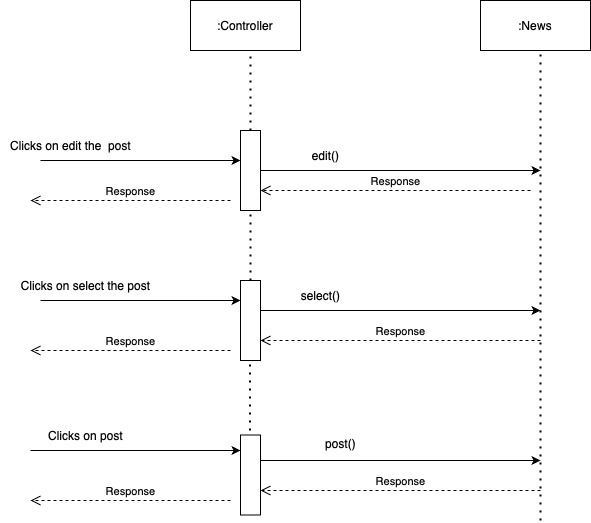 :Controller
:News
Clicks on edit the post
edit()
Response
Response
Clicks on select the post
select()
Response
Response
Clicks on post
post()
Response
Response